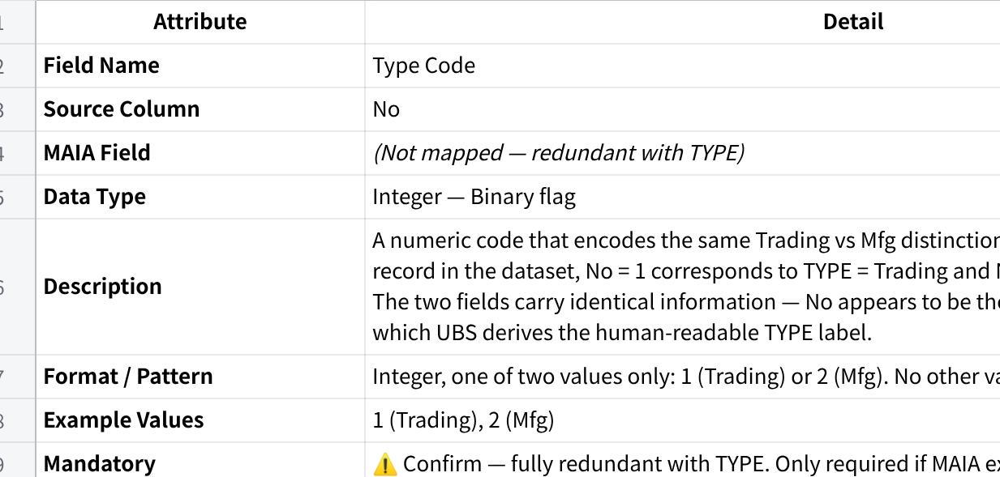 1 Attribute Detail
2 Field Name Type Code
3 Source Column No
4 MAIA Field (Not mapped — redundant with TYPE)
5 Data Type Integer — Binary flag
A numeric code that encodes the same Trading vs Mfg distinction
record in the dataset, No = 1 corresponds to TYPE = Trading and
6 Description
The two fields carry identical information — No appears to be the
which UBS derives the human-readable TYPE label.
7 Format / Pattern Integer, one of two values only: 1 (Trading) or 2 (Mfg). No other
8 Example Values 1 (Trading), 2 (Mfg)
9 Mandatory ⚠️ Confirm — fully redundant with TYPE. Only required if MAIA